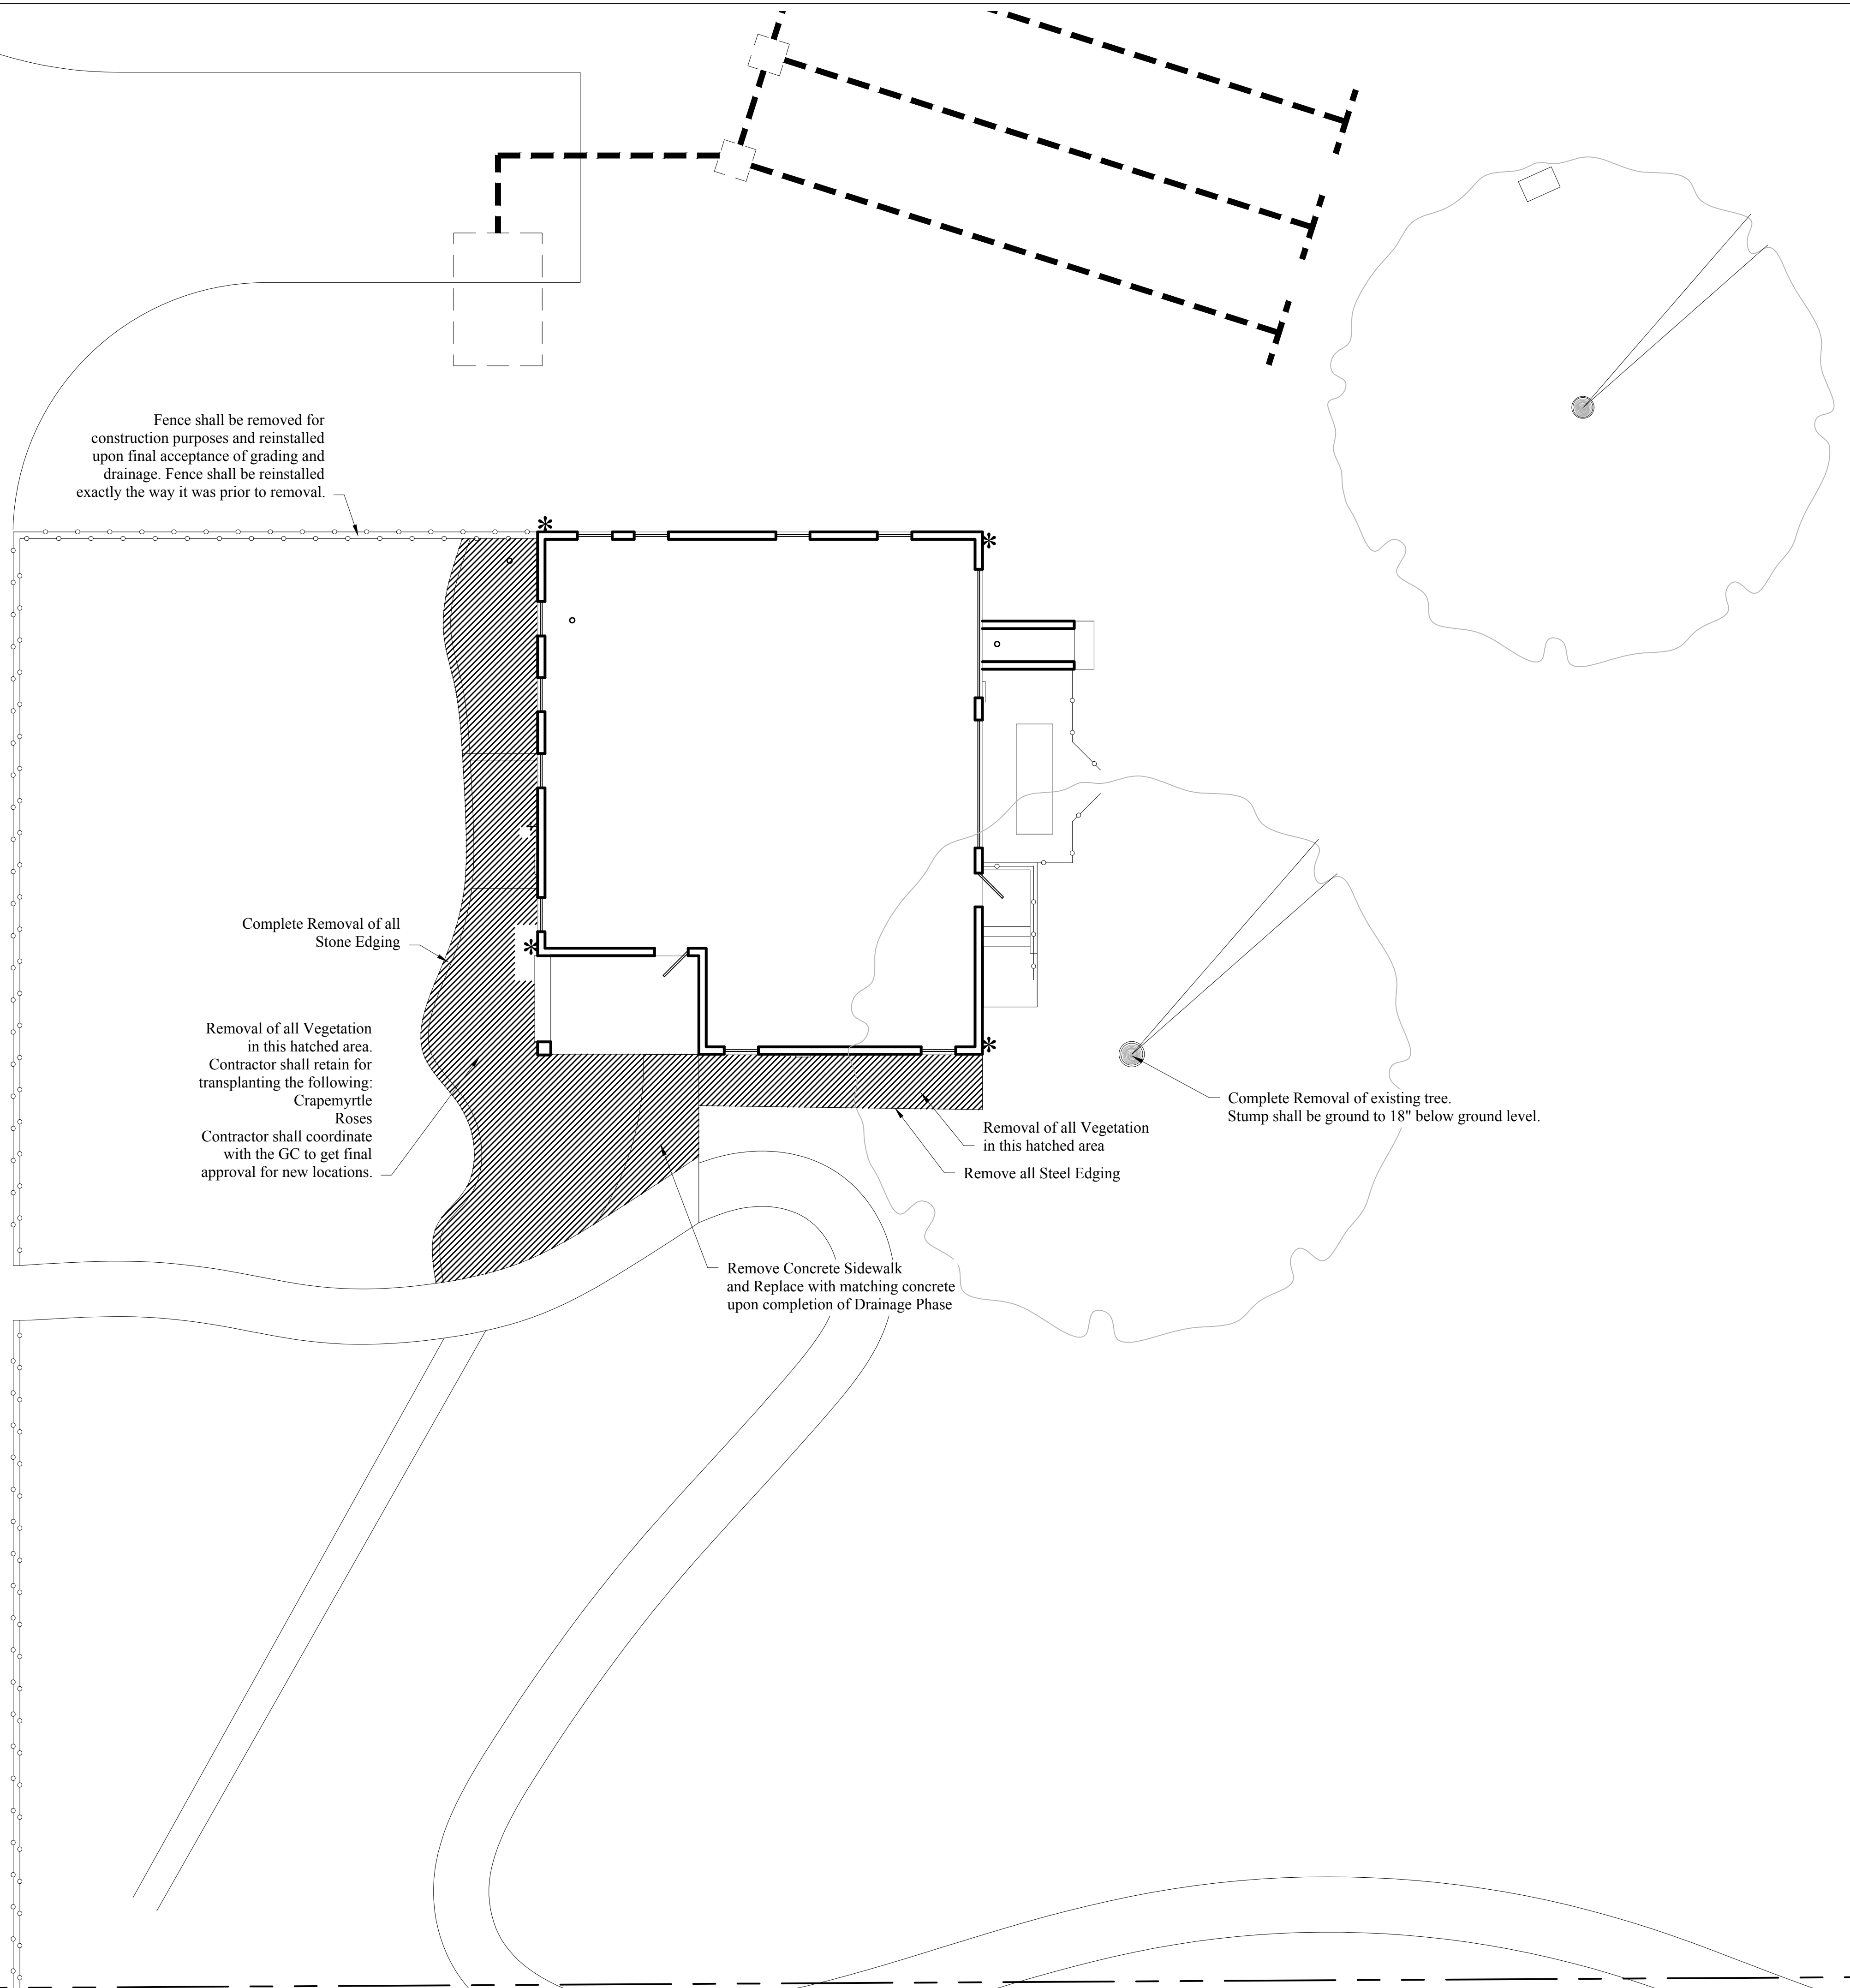 Fence shall be removed for
construction purposes and reinstalled
upon final acceptance of grading and
drainage. Fence shall be reinstalled
exactly the way it was prior to removal.
Complete Removal of all
Stone Edging
Removal of all Vegetation
in this hatched area.
Contractor shall retain for
transplanting the following:
Crapemyrtle
Roses
Contractor shall coordinate
with the GC to get final
approval for new locations.
Complete Removal of existing tree.
Stump shall be ground to 18" below ground level.
Removal of all Vegetation
in this hatched area
Remove all Steel Edging
Remove Concrete Sidewalk
and Replace with matching concrete
upon completion of Drainage Phase